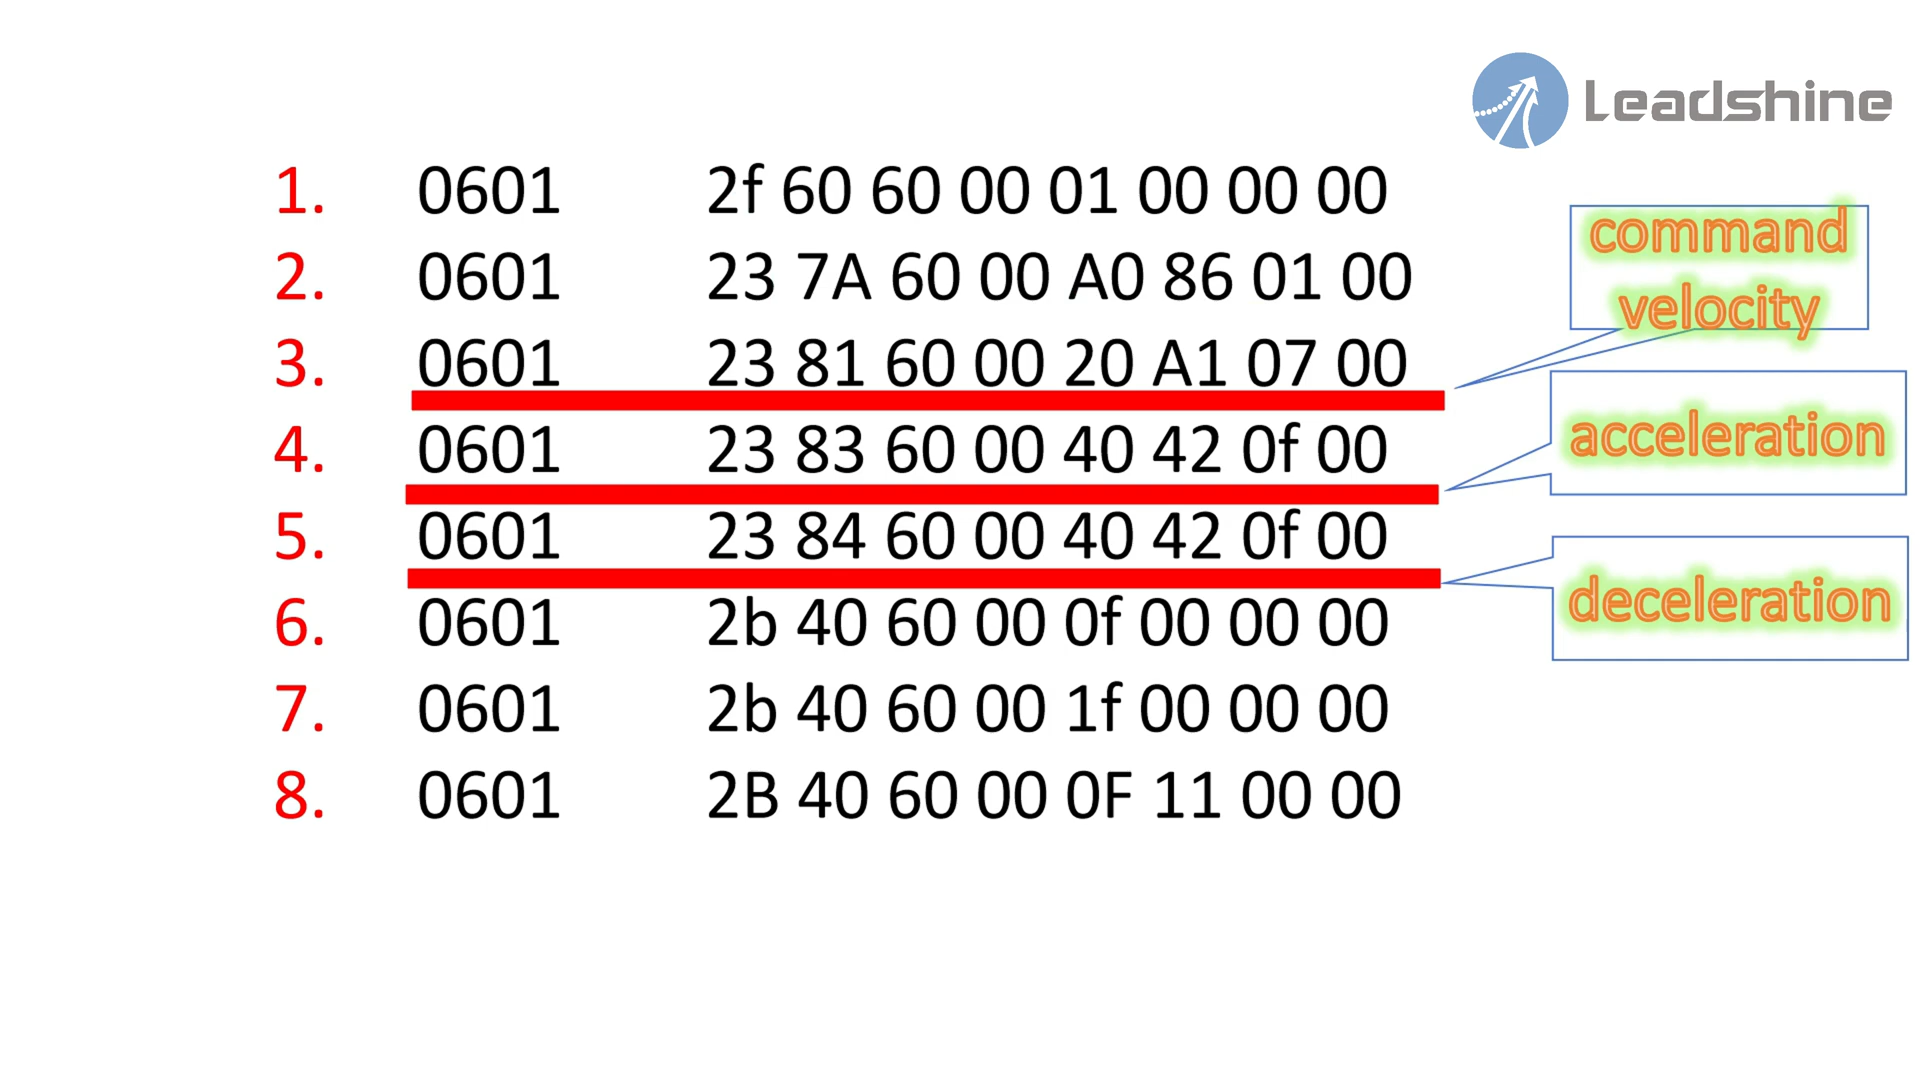 Leadshine
1. 0601 2f 60 60 00 01 00 00 00
2. 0601 23 7A 60 00 A0 86 01 00
3. 0601 23 81 60 00 20 A1 07 00
4. 0601 23 83 60 00 40 42 0f 00
5. 0601 23 84 60 00 40 42 0f 00
6. 0601 2b 40 60 00 0f 00 00 00
7. 0601 2b 40 60 00 1f 00 00 00
8. 0601 2B 40 60 00 0F 11 00 00
command
velocity
acceleration
deceleration